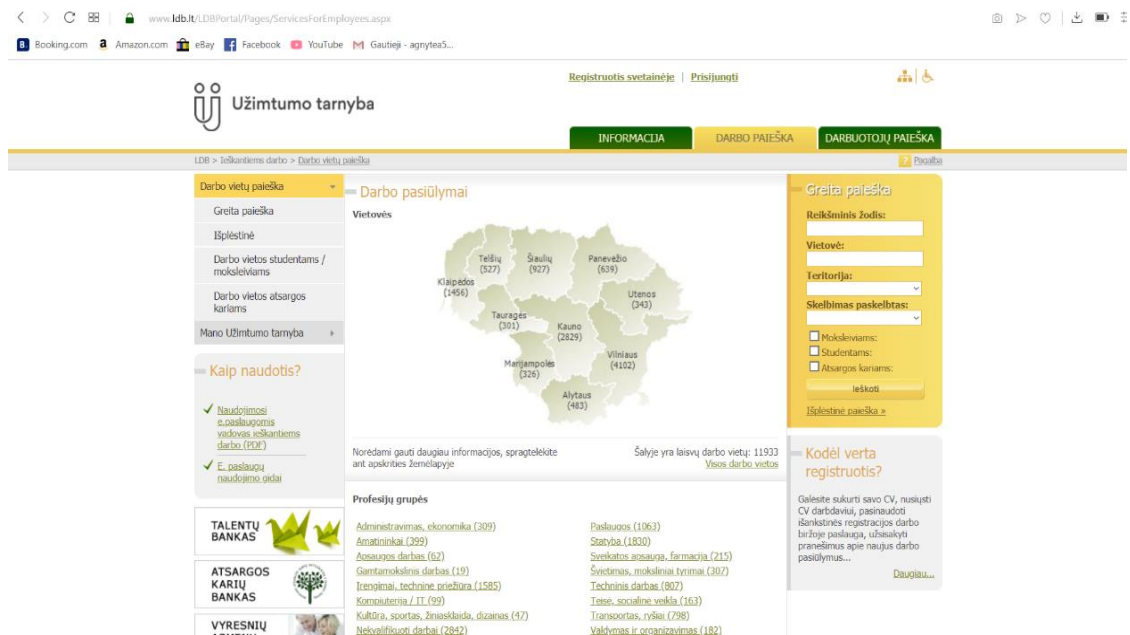 www.ldb.lt/LDBPortal/Pages/ServicesForEmployees.aspx
B. Booking.com a Amazon.com eBay Facebook YouTube Gautieji - agnytea5...
Registruotis svetainėje | Prisijungti
Užimtumo tarnyba
INFORMACIJA DARBO PAIEŠKA DARBUOTOJŲ PAIEŠKA
LDB > Ieškantiems darbo > Darbo vietų paieška
? Pagalba
Darbo vietų paieška
Greita paieška
Išplėstinė
Darbo vietos studentams /
moksleiviams
Darbo vietos atsargos
kariams
Mano Užimtumo tarnyba
Kaip naudotis?
Naudojimosi
e.paslaugomis
vadovas ieškantiems
darbo (PDF)
E. paslaugų
naudojimo gidai
TALENTŲ
BANKAS
ATSARGOS
KARIŲ
BANKAS
VYRESNIŲ
Darbo pasiūlymai
Vietovės
Telšių
(527)
Šiaulių
(927)
Panevėžio
(639)
Klaipėdos
(1456)
Utenos
(343)
Tauragės
(301)
Kauno
(2829)
Vilniaus
(4102)
Marijampolės
(326)
Alytaus
(483)
Norėdami gauti daugiau informacijos, spragtelėkite
ant apskrities žemėlapyje
Šalyje yra laisvų darbo vietų: 11933
Visos darbo vietos
Profesijų grupės
Administravimas, ekonomika (309)
Amatininkai (399)
Apsaugos darbas (62)
Gamtamokslinis darbas (19)
Įrengimai, techninė priežiūra (1585)
Kompiuterija / IT (99)
Kultūra, sportas, žiniasklaida, dizainas (47)
Nekvalifikuoti darbai (2842)
Paslaugos (1063)
Statyba (1830)
Sveikatos apsauga, farmacija (215)
Švietimas, moksliniai tyrimai (307)
Techninis darbas (807)
Teisė, socialinė veikla (163)
Transportas, ryšiai (798)
Valdymas ir organizavimas (182)
Greita paieška
Reikšminis žodis:
Vietovė:
Teritorija:
Skelbimas paskelbtas:
Moksleiviams:
Studentams:
Atsargos kariams:
Ieškoti
Išplėstinė paieška »
Kodėl verta
registruotis?
Galėsite sukurti savo CV, nusiųsti
CV darbdaviui, pasinaudoti
išankstinės registracijos darbo
biržoje paslauga, užsisakyti
pranešimus apie naujus darbo
pasiūlymus...
Daugiau...